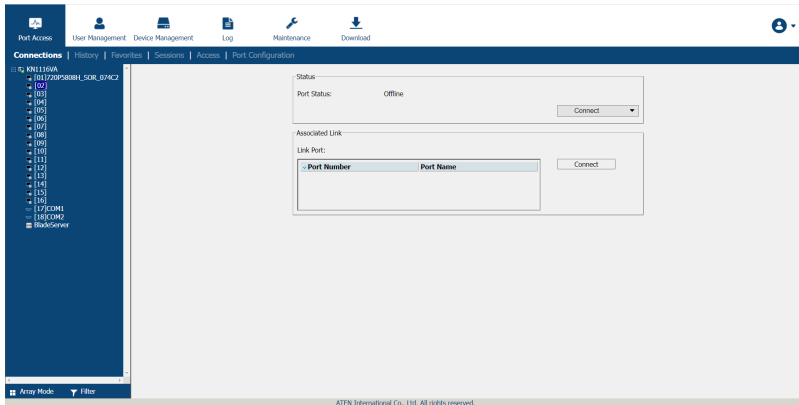 Port Access
User Management
Device Management
Log
Maintenance
Download
Connections | History | Favorites | Sessions | Access | Port Configuration
KN1116VA
[01]720P5808H_SOR_074C2
[02]
[03]
[04]
[05]
[06]
[07]
[08]
[09]
[10]
[11]
[12]
[13]
[14]
[15]
[16]
[17]COM1
[18]COM2
BladeServer
Status
Port Status: Offline
Connect
Associated Link
Link Port:
Port Number Port Name
Connect
Array Mode Filter
ATEN International Co., Ltd. All rights reserved.